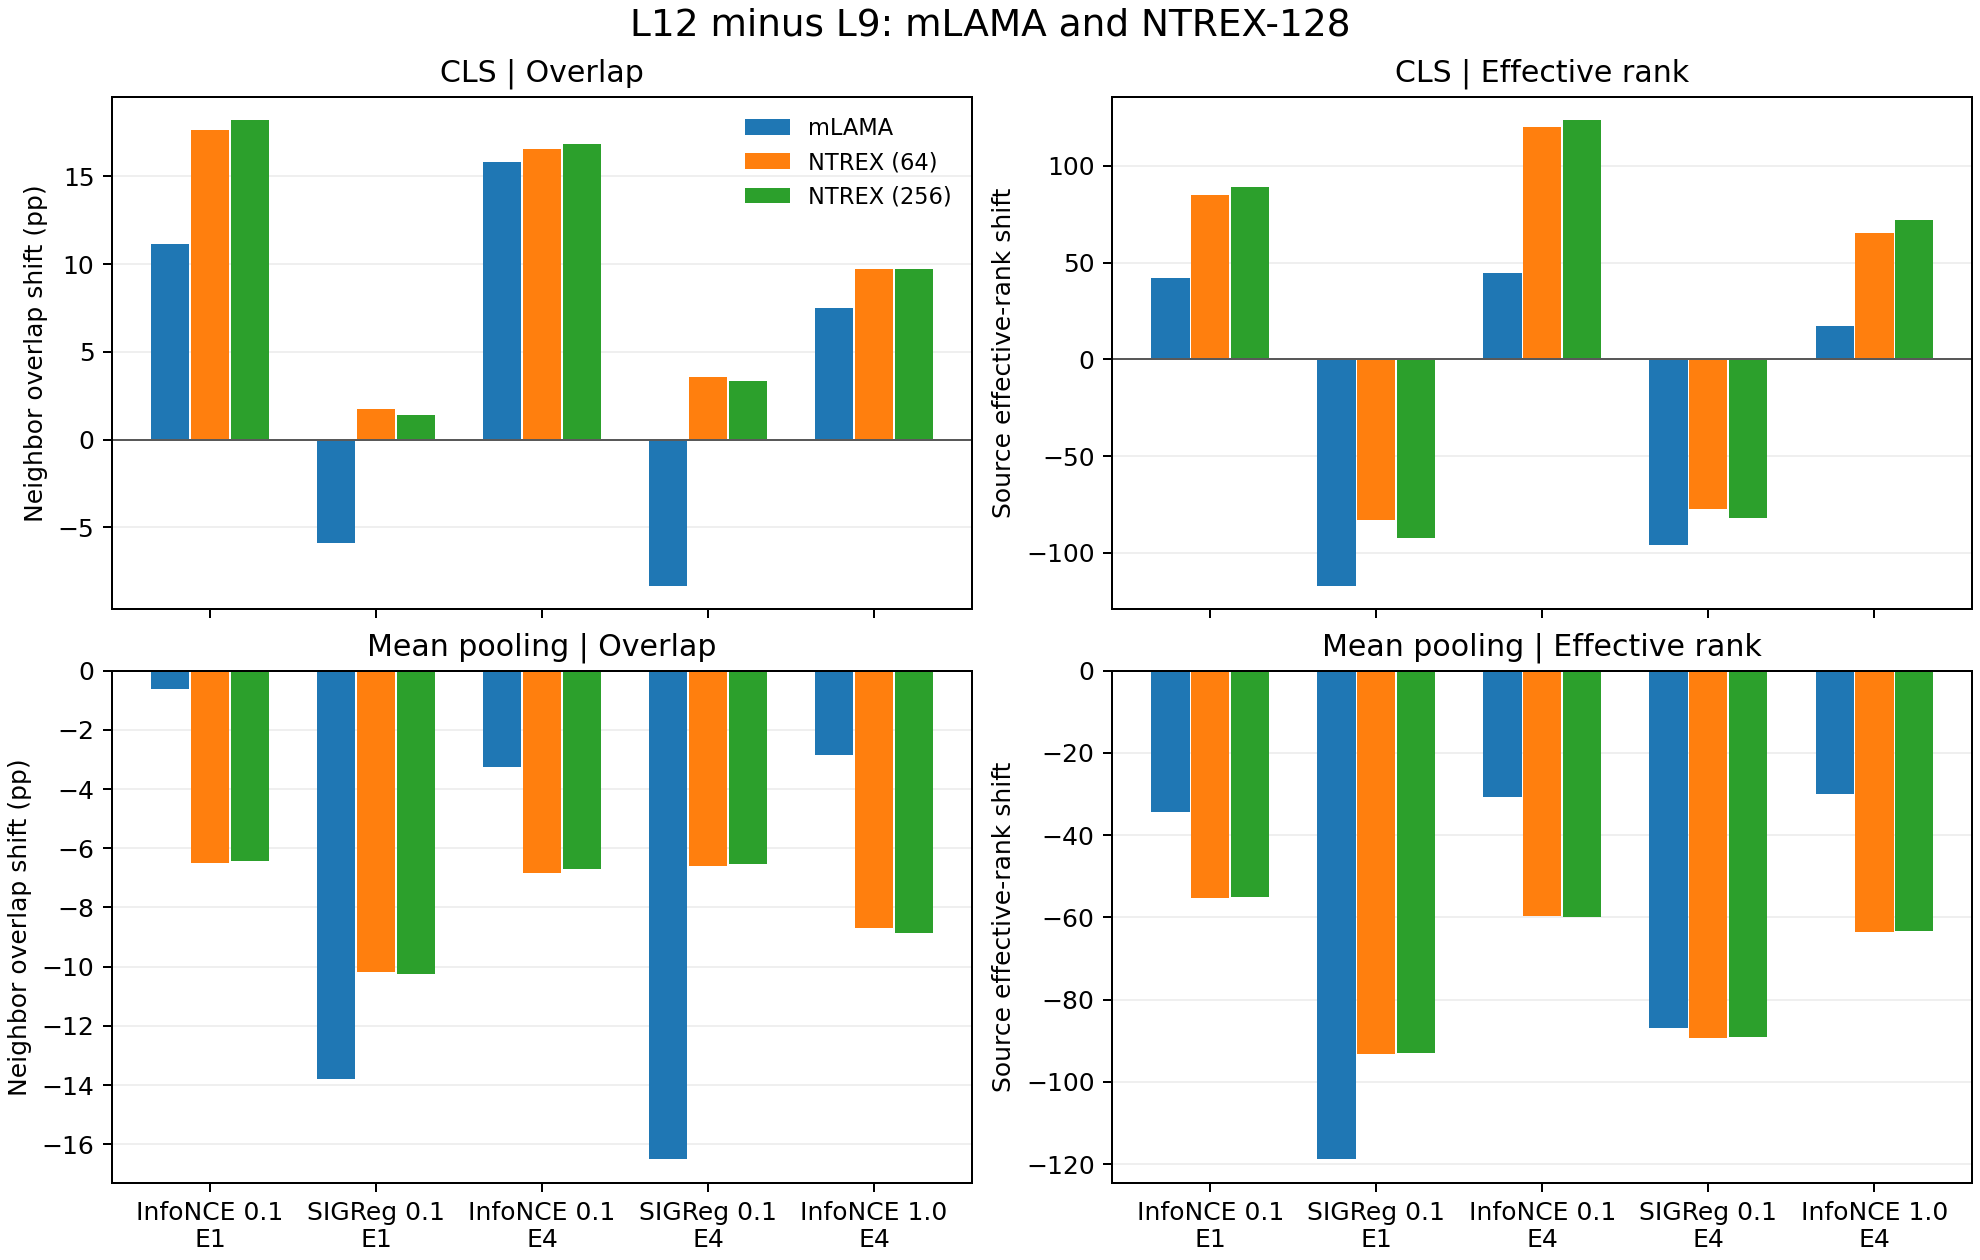 L12 minus L9: mLAMA and NTREX-128
CLS | Overlap
Neighbor overlap shift (pp)
15
10
5
0
−5
mLAMA
NTREX (64)
NTREX (256)
CLS | Effective rank
Source effective-rank shift
100
50
0
−50
−100
Mean pooling | Overlap
Neighbor overlap shift (pp)
0
−2
−4
−6
−8
−10
−12
−14
−16
InfoNCE 0.1
E1
SIGReg 0.1
E1
InfoNCE 0.1
E4
SIGReg 0.1
E4
InfoNCE 1.0
E4
Mean pooling | Effective rank
Source effective-rank shift
0
−20
−40
−60
−80
−100
−120
InfoNCE 0.1
E1
SIGReg 0.1
E1
InfoNCE 0.1
E4
SIGReg 0.1
E4
InfoNCE 1.0
E4